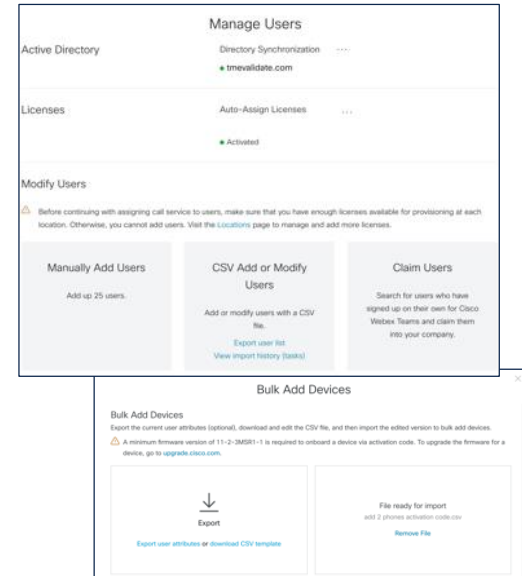 Manage Users
Active Directory
Directory Synchronization ...
tmevalidate.com
Licenses
Auto-Assign Licenses ...
Activated
Modify Users
Before continuing with assigning call service to users, make sure that you have enough licenses available for provisioning at each
location. Otherwise, you cannot add users. Visit the Locations page to manage and add more licenses.
Manually Add Users
Add up 25 users.
CSV Add or Modify
Users
Add or modify users with a CSV
file.
Export user list
View import history (tasks)
Claim Users
Search for users who have
signed up on their own for Cisco
Webex Teams and claim them
into your company.
Bulk Add Devices
Bulk Add Devices
Export the current user attributes (optional), download and edit the CSV file, and then import the edited version to bulk add devices.
A minimum firmware version of 11-2-3MSR1-1 is required to onboard a device via activation code. To upgrade the firmware for a
device, go to upgrade.cisco.com.
Export
Export user attributes or download CSV template
File ready for import
add 2 phones activation code.csv
Remove File